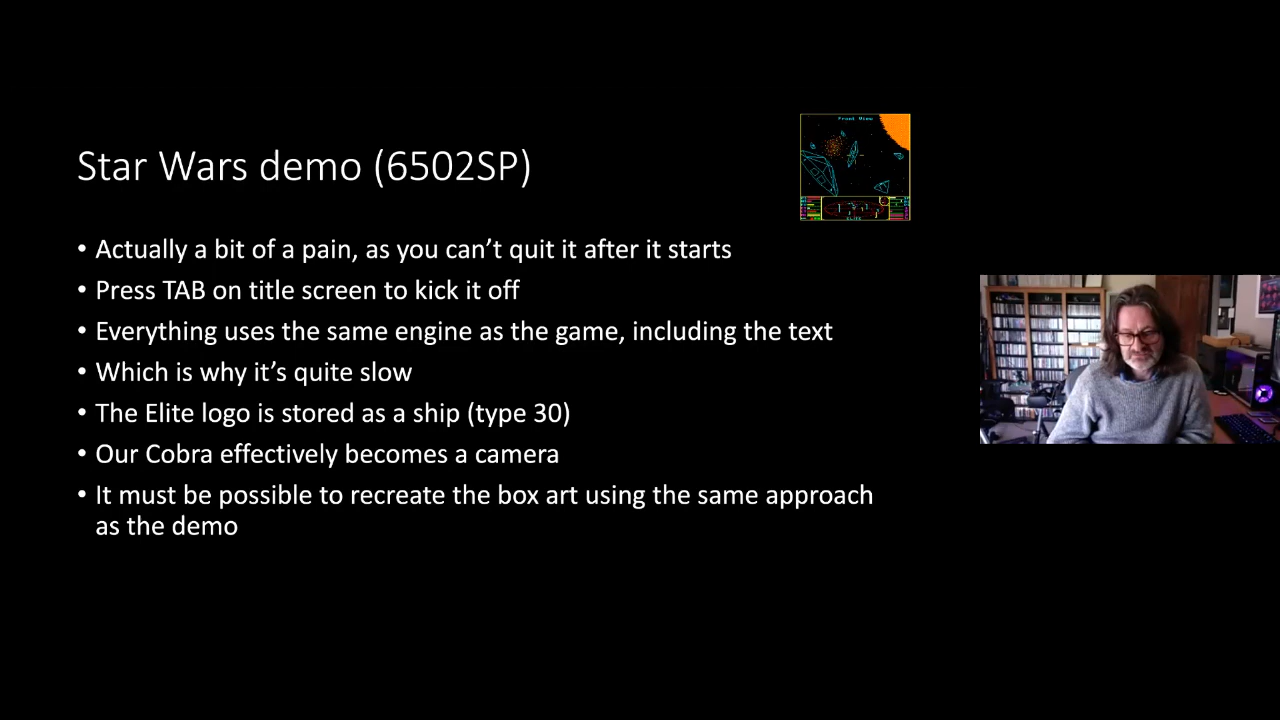 Star Wars demo (6502SP)
Front View
• Actually a bit of a pain, as you can’t quit it after it starts
• Press TAB on title screen to kick it off
• Everything uses the same engine as the game, including the text
• Which is why it’s quite slow
• The Elite logo is stored as a ship (type 30)
• Our Cobra effectively becomes a camera
• It must be possible to recreate the box art using the same approach
as the demo